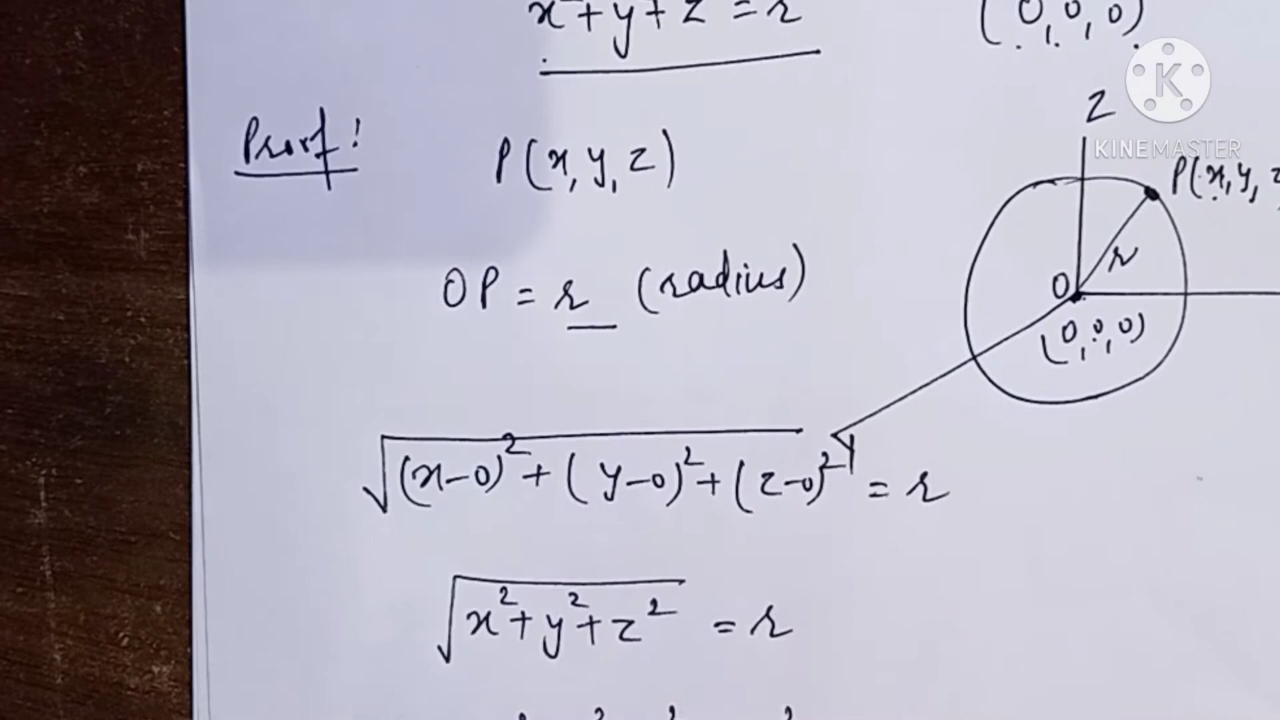 x²+y²+z²=r² (0,0,0)
Proof:
P(x,y,z)
OP = r (radius)
√(x-0)²+(y-0)²+(z-0)² = r
√x²+y²+z² = r
Z
K
KINEMASTER
P(x,y,z
r
O
(0,0,0)
Y